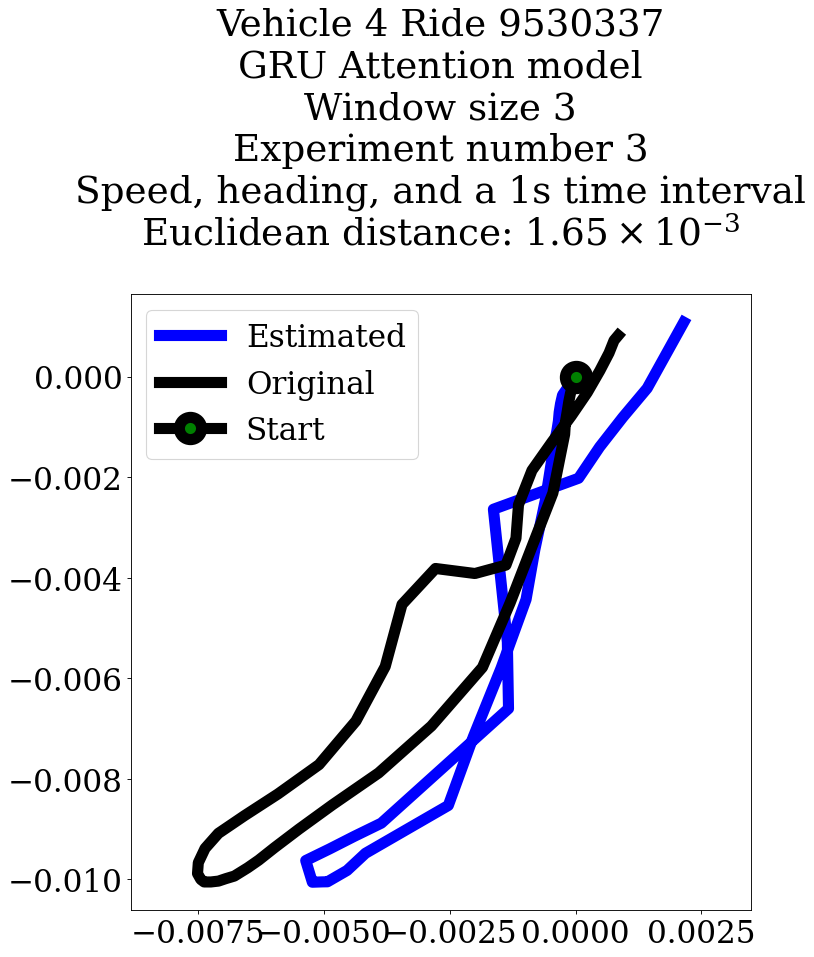 Vehicle 4 Ride 9530337
GRU Attention model
Window size 3
Experiment number 3
Speed, heading, and a 1s time interval
Euclidean distance: 1.65 × 10⁻³
Estimated
Original
Start
0.000
−0.002
−0.004
−0.006
−0.008
−0.010
−0.0075 −0.0050 −0.0025 0.0000 0.0025